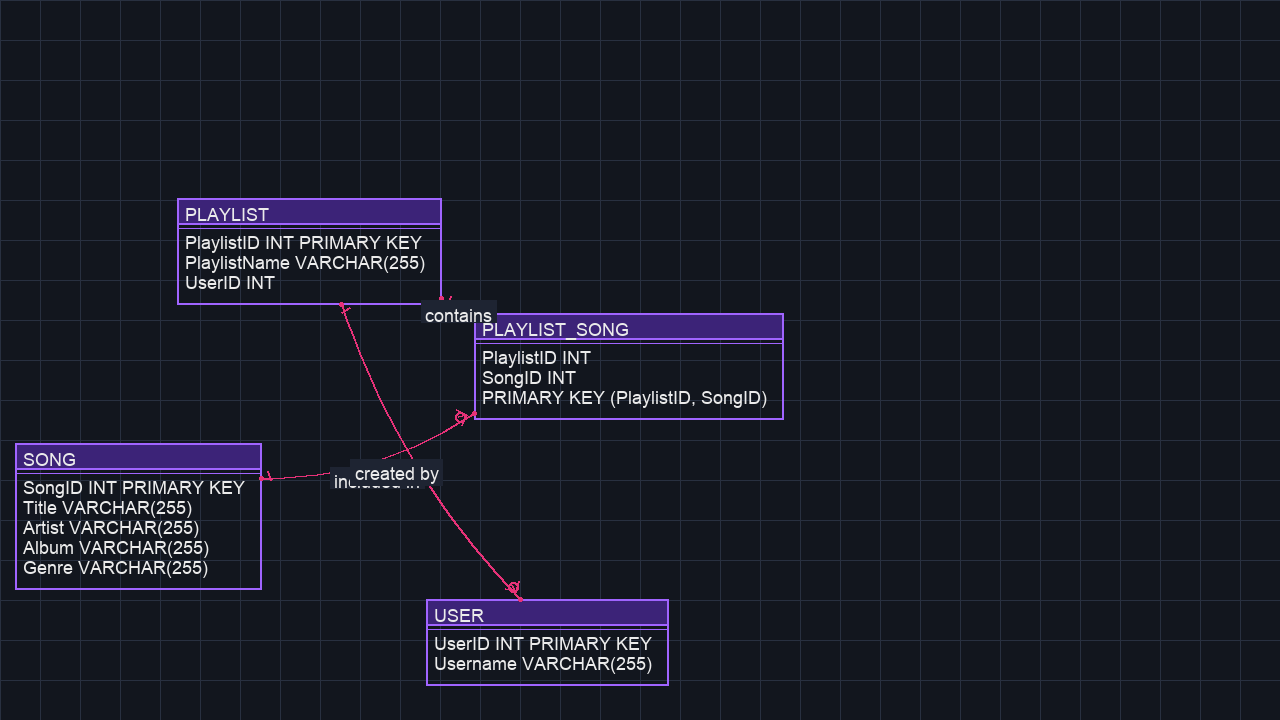 PLAYLIST
PlaylistID INT PRIMARY KEY
PlaylistName VARCHAR(255)
UserID INT
contains
PLAYLIST_SONG
PlaylistID INT
SongID INT
PRIMARY KEY (PlaylistID, SongID)
SONG
SongID INT PRIMARY KEY
Title VARCHAR(255)
Artist VARCHAR(255)
Album VARCHAR(255)
Genre VARCHAR(255)
created by
USER
UserID INT PRIMARY KEY
Username VARCHAR(255)